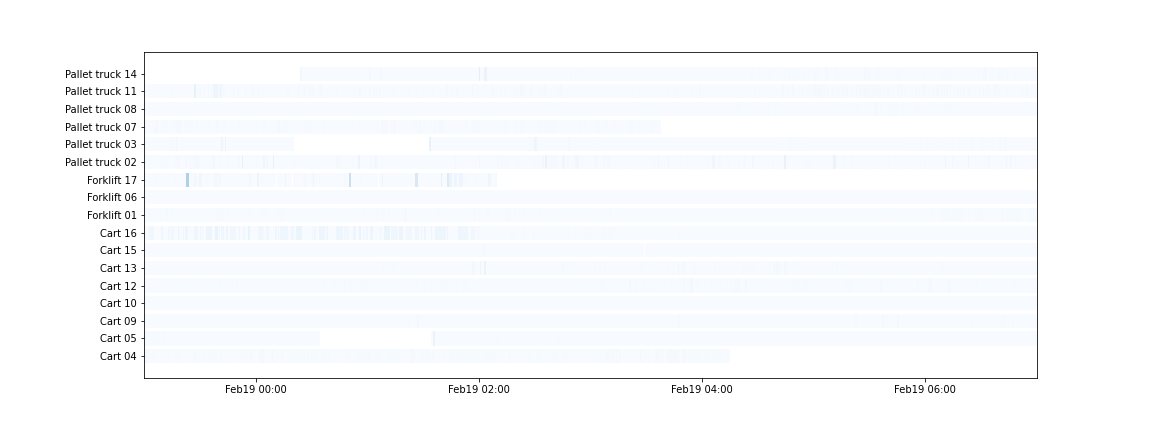 Pallet truck 14
Pallet truck 11
Pallet truck 08
Pallet truck 07
Pallet truck 03
Pallet truck 02
Forklift 17
Forklift 06
Forklift 01
Cart 16
Cart 15
Cart 13
Cart 12
Cart 10
Cart 09
Cart 05
Cart 04
Feb19 00:00 Feb19 02:00 Feb19 04:00 Feb19 06:00